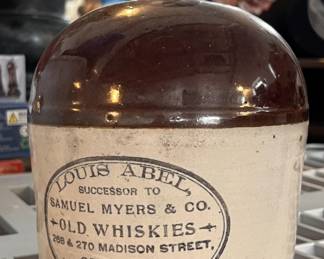 LOUIS ABEL,
SUCCESSOR TO
SAMUEL MYERS & CO.
OLD WHISKIES
268 & 270 MADISON STREET,